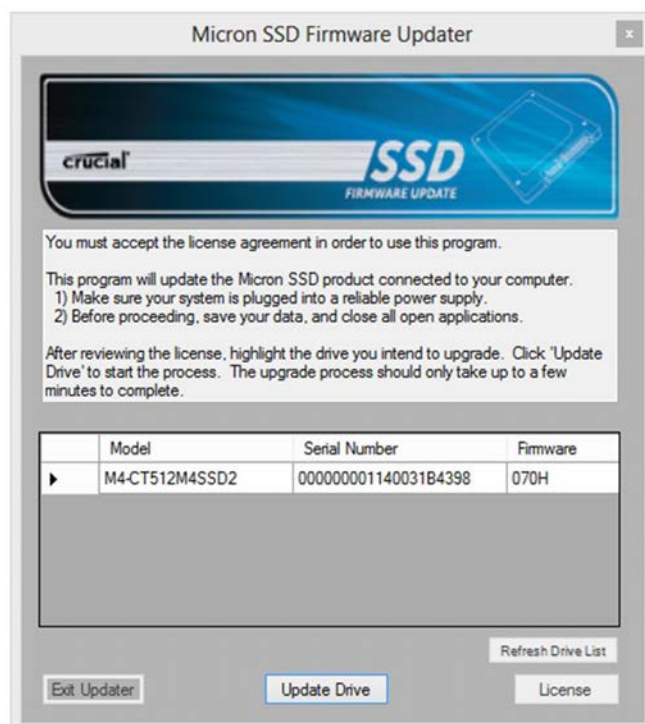 Micron SSD Firmware Updater
x
crucial
SSD
FIRMWARE UPDATE
You must accept the license agreement in order to use this program.
This program will update the Micron SSD product connected to your computer.
1) Make sure your system is plugged into a reliable power supply.
2) Before proceeding, save your data, and close all open applications.
After reviewing the license, highlight the drive you intend to upgrade. Click 'Update
Drive' to start the process. The upgrade process should only take up to a few
minutes to complete.
Model Serial Number Firmware
M4-CT512M4SSD2 000000001140031B4398 070H
Refresh Drive List
Exit Updater Update Drive License